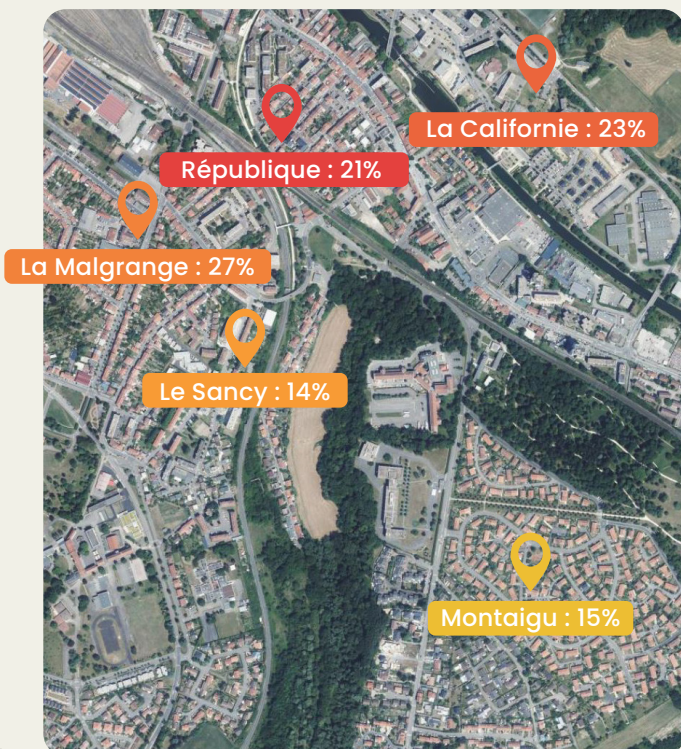 La Californie : 23%
République : 21%
La Malgrange : 27%
Le Sancy : 14%
Montaigu : 15%